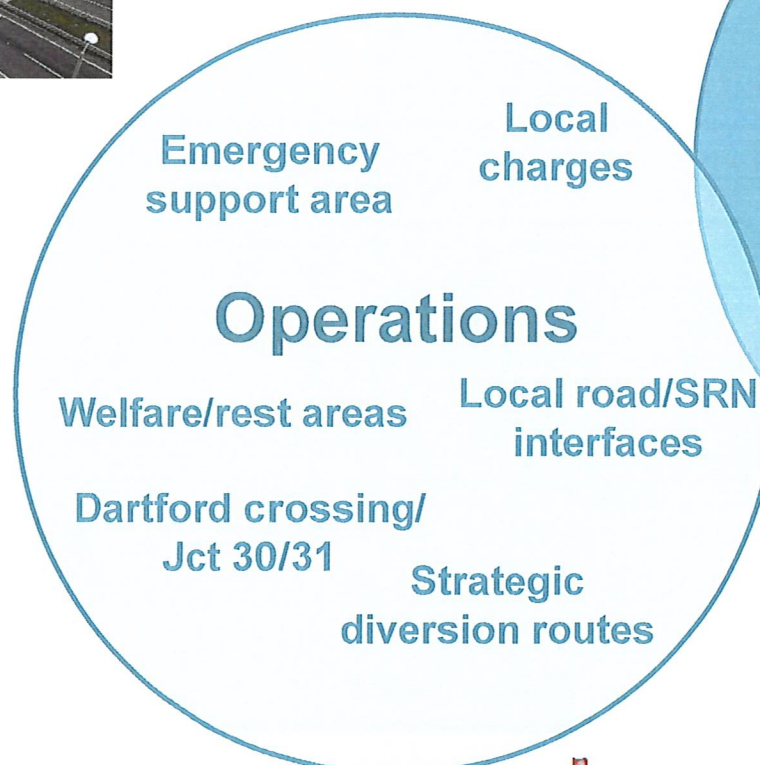 Emergency
support area
Local
charges
Operations
Welfare/rest areas
Local road/SRN
interfaces
Dartford crossing/
Jct 30/31
Strategic
diversion routes